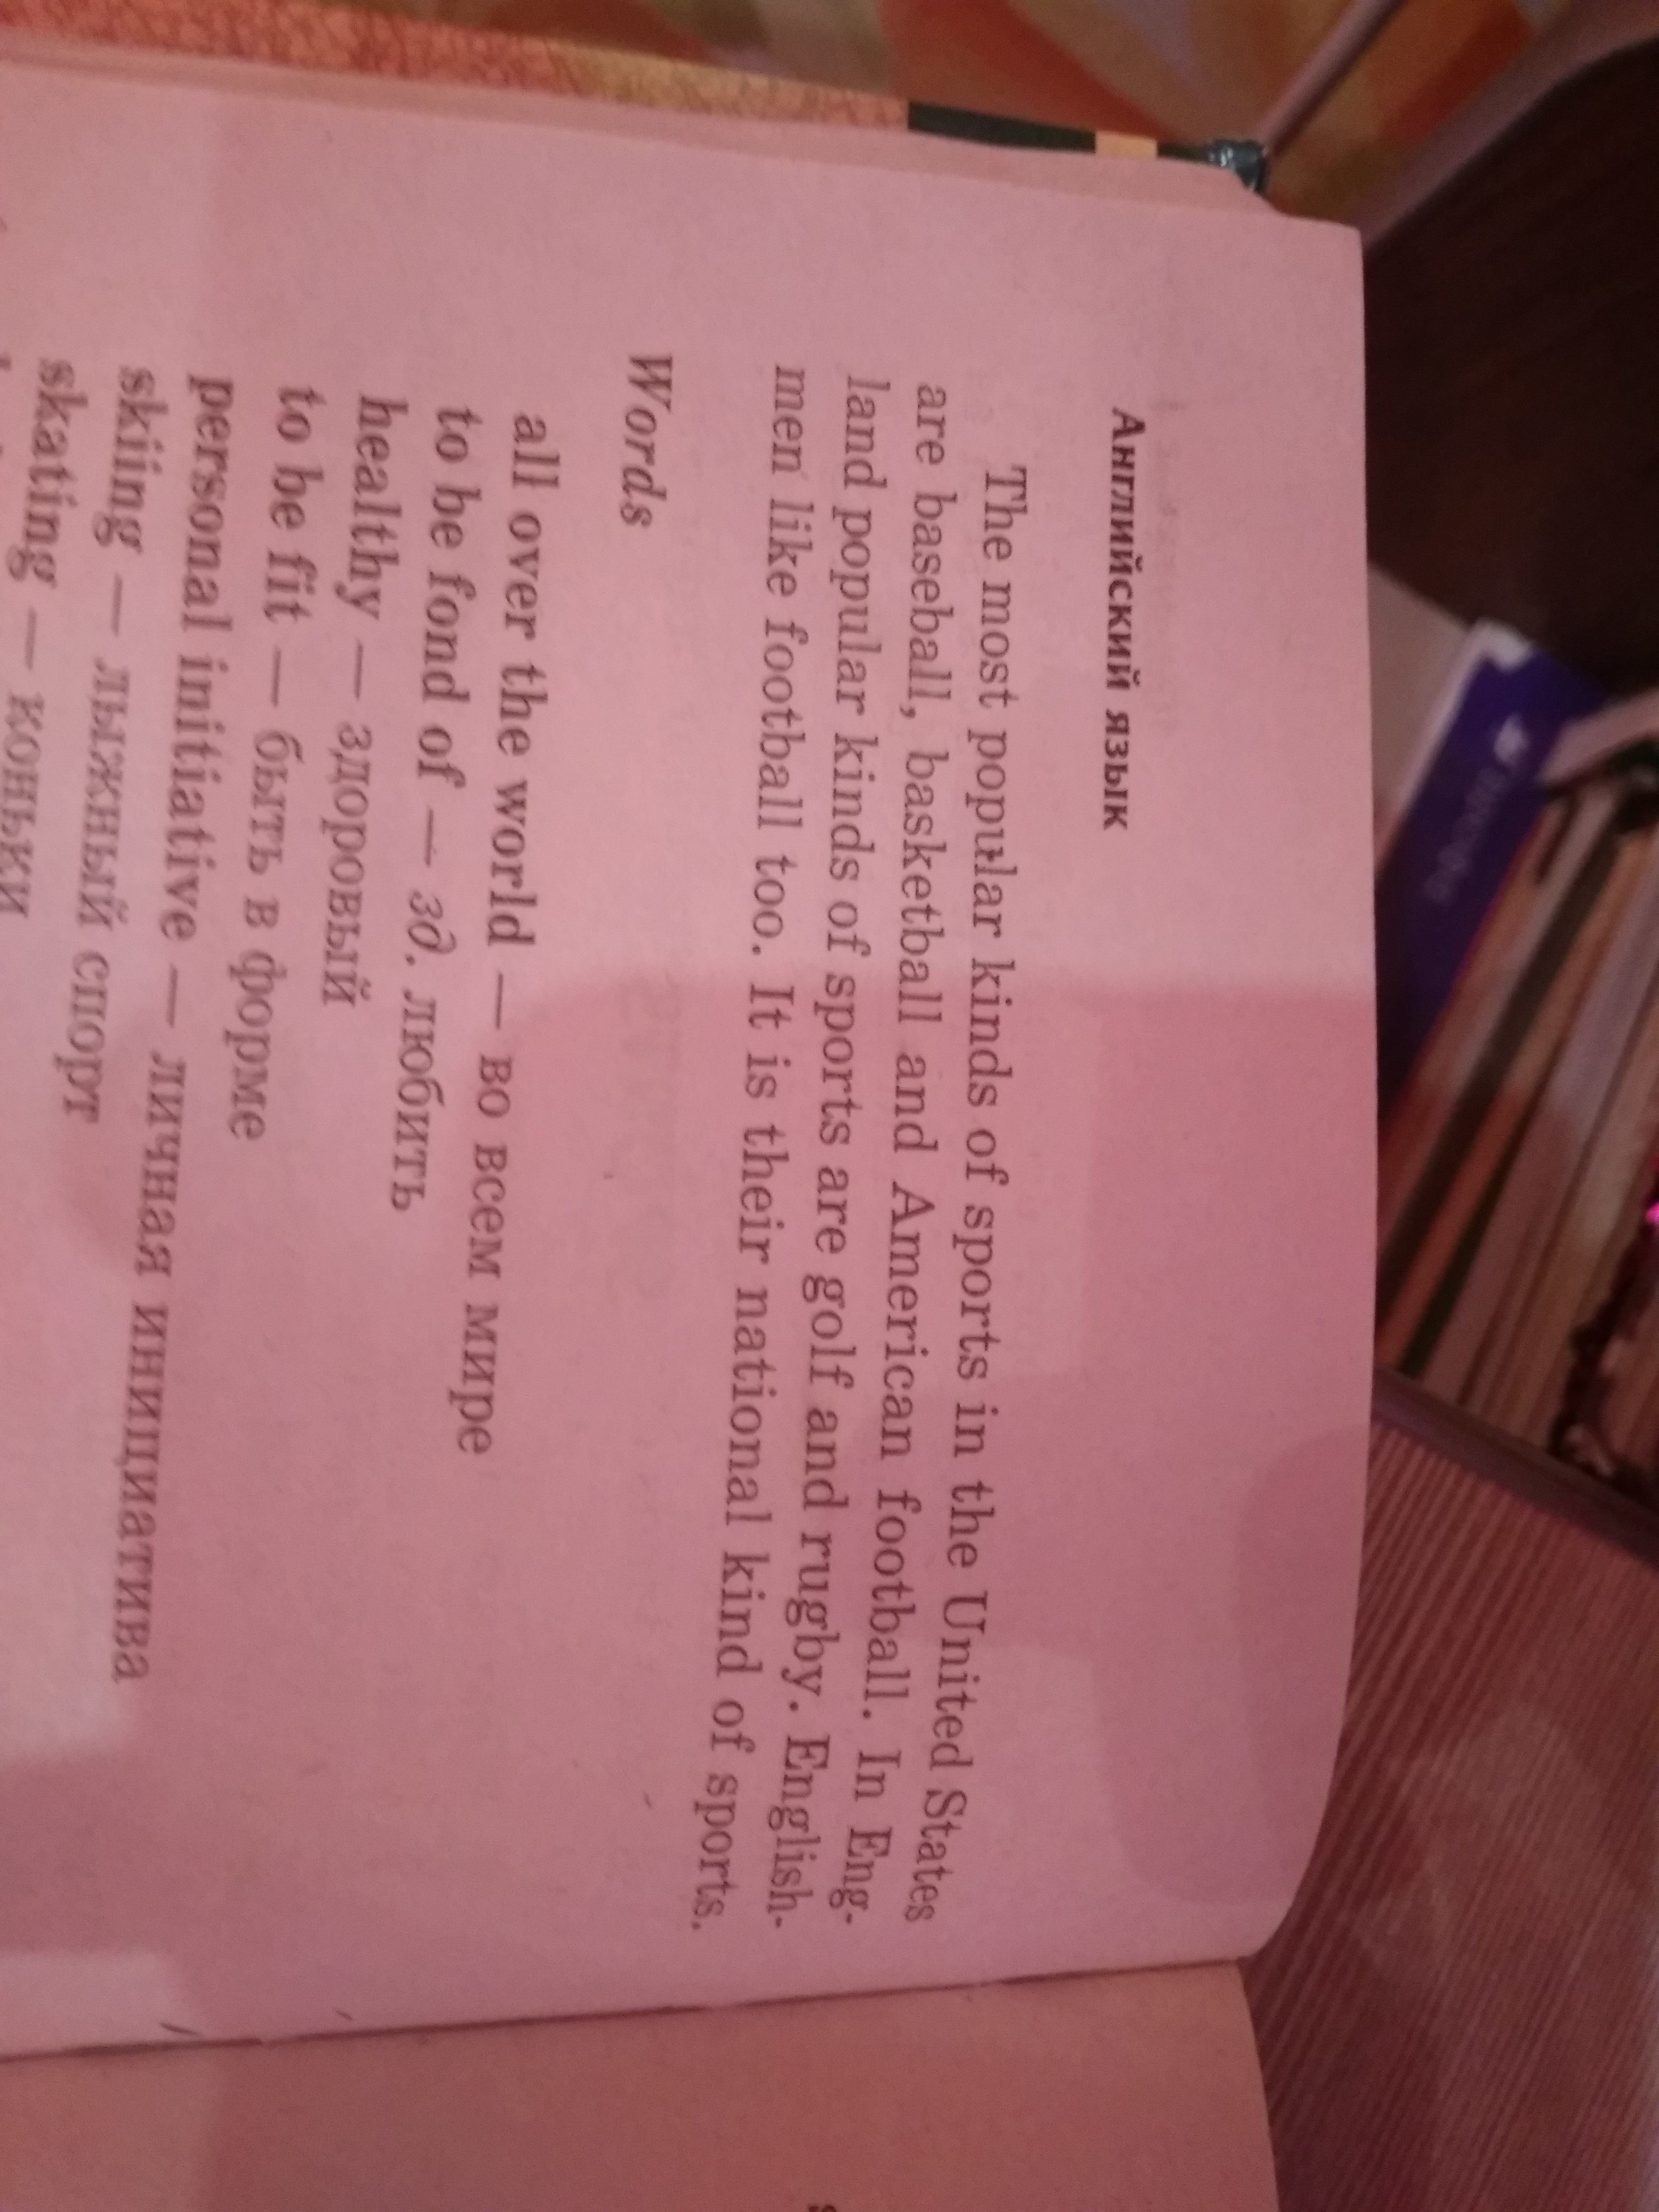 Английский язык
The most popular kinds of sports in the United States
are baseball, basketball and American football. In Eng-
land popular kinds of sports are golf and rugby. English-
men like football too. It is their national kind of sports.
Words
all over the world — во всем мире
to be fond of — зд. любить
healthy — здоровый
to be fit — быть в форме
personal initiative — личная инициатива
skiing — лыжный спорт
skating — коньки